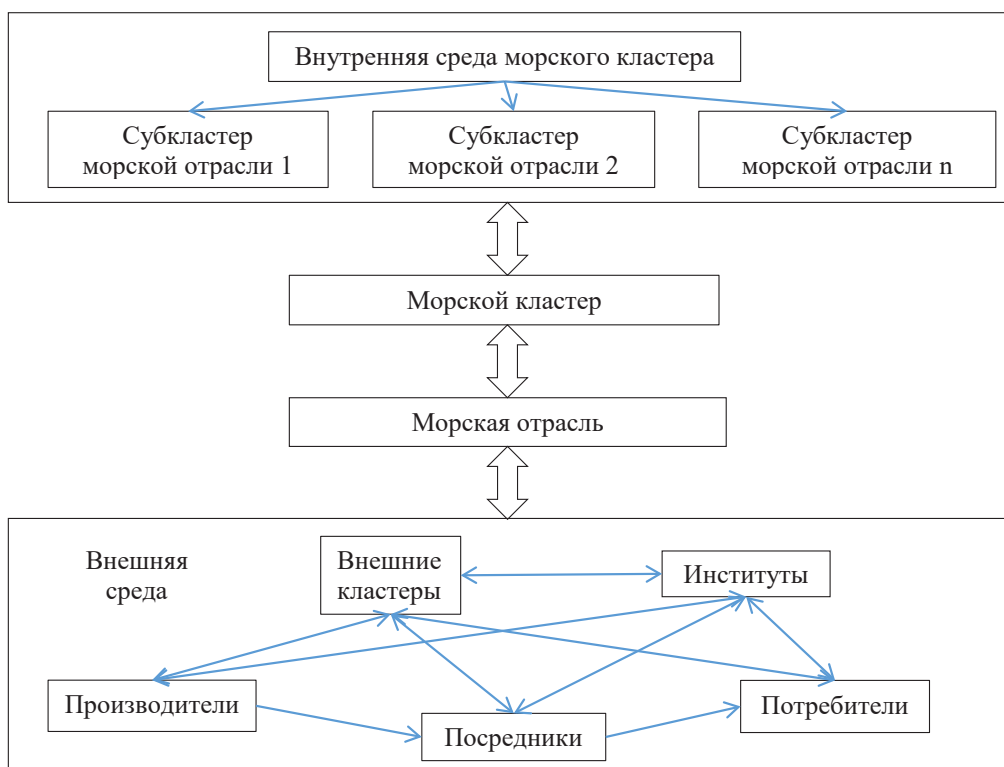 Внутренняя среда морского кластера
Субкластер
морской отрасли 1
Субкластер
морской отрасли 2
Субкластер
морской отрасли n
Морской кластер
Морская отрасль
Внешняя
среда
Внешние
кластеры
Институты
Производители
Посредники
Потребители